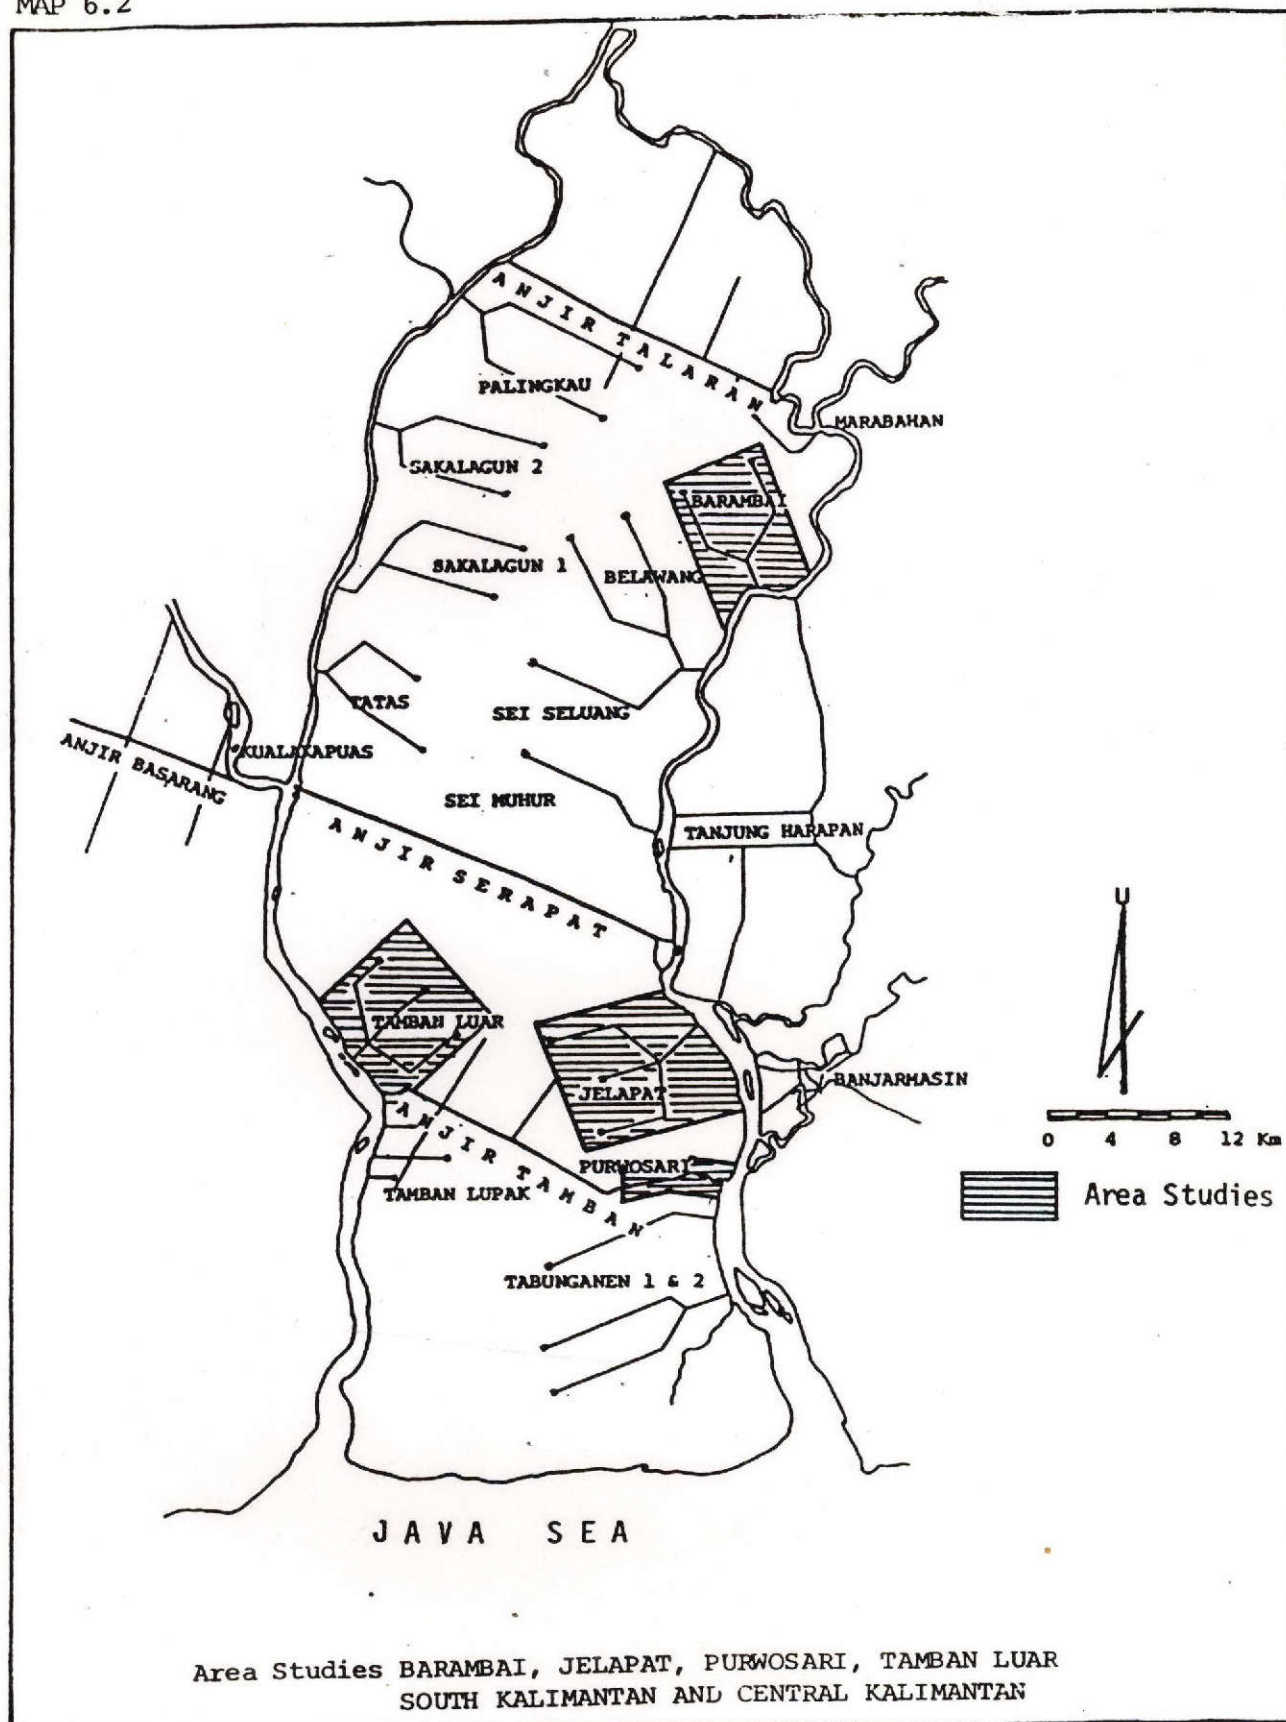 MAP 6.2
ANJIR TALARAN
PALINGKAU
MARABAHAN
SAKALAGUN 2
BARAMBAI
SAKALAGUN 1
BELAWANG
TATAS
SEI SELUANG
ANJIR BASARANG
KUALAKAPUAS
SEI MUHUR
TANJUNG HARAPAN
ANJIR SERAPAT
U
TAMBAN LUAR
JELAPAT
BANJARMASIN
0 4 8 12 Km
ANJIR TAMBAN
PURWOSARI
TAMBAN LUPAK
Area Studies
TABUNGANEN 1 & 2
JAVA SEA
Area Studies BARAMBAI, JELAPAT, PURWOSARI, TAMBAN LUAR
SOUTH KALIMANTAN AND CENTRAL KALIMANTAN